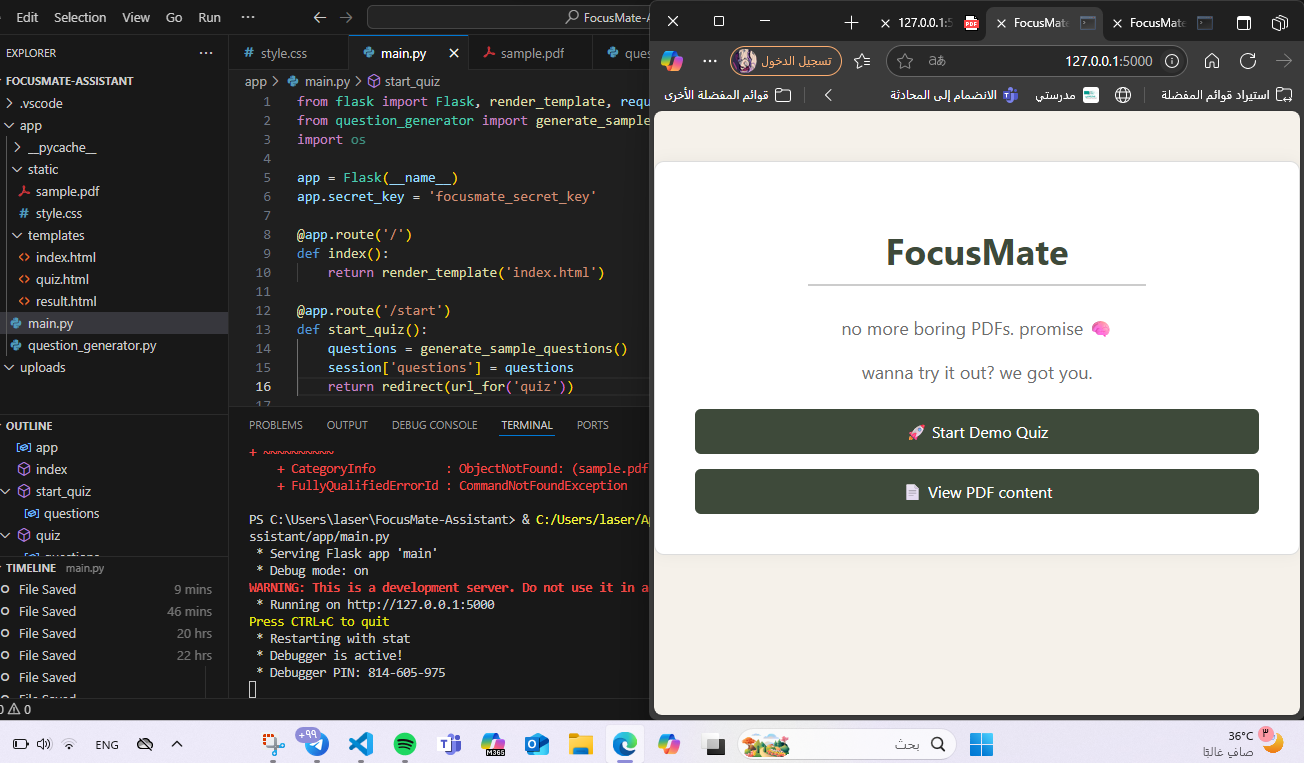 Edit Selection View Go Run ··· FocusMate-A
EXPLORER
FOCUSMATE-ASSISTANT
.vscode
app
__pycache__
static
sample.pdf
style.css
templates
index.html
quiz.html
result.html
main.py
question_generator.py
uploads
OUTLINE
app
index
start_quiz
questions
quiz
questions
TIMELINE main.py
File Saved 9 mins
File Saved 46 mins
File Saved 20 hrs
File Saved 22 hrs
File Saved
File Saved
0 0
style.css main.py sample.pdf ques
app > main.py > start_quiz
1 from flask import Flask, render_template, requ
2 from question_generator import generate_sample
3 import os
4
5 app = Flask(__name__)
6 app.secret_key = 'focusmate_secret_key'
7
8 @app.route('/')
9 def index():
10 return render_template('index.html')
11
12 @app.route('/start')
13 def start_quiz():
14 questions = generate_sample_questions()
15 session['questions'] = questions
16 return redirect(url_for('quiz'))
17
PROBLEMS OUTPUT DEBUG CONSOLE TERMINAL PORTS
+ ~~~~~~~~~~
+ CategoryInfo : ObjectNotFound: (sample.pdf
+ FullyQualifiedErrorId : CommandNotFoundException
PS C:\Users\laser\FocusMate-Assistant> & C:/Users/laser/Ap
ssistant/app/main.py
* Serving Flask app 'main'
* Debug mode: on
WARNING: This is a development server. Do not use it in a
* Running on http://127.0.0.1:5000
Press CTRL+C to quit
* Restarting with stat
* Debugger is active!
* Debugger PIN: 814-605-975
127.0.0.1:5 PDF FocusMate FocusMate
تسجيل الدخول 127.0.0.1:5000
استيراد قوائم المفضلة مدرستي الانضمام إلى المحادثة قوائم المفضلة الأخرى
FocusMate
no more boring PDFs. promise 🧠
wanna try it out? we got you.
🚀 Start Demo Quiz
📄 View PDF content
ENG +٩٩ M365 بحث 36°C ٣
صافي غالبًا